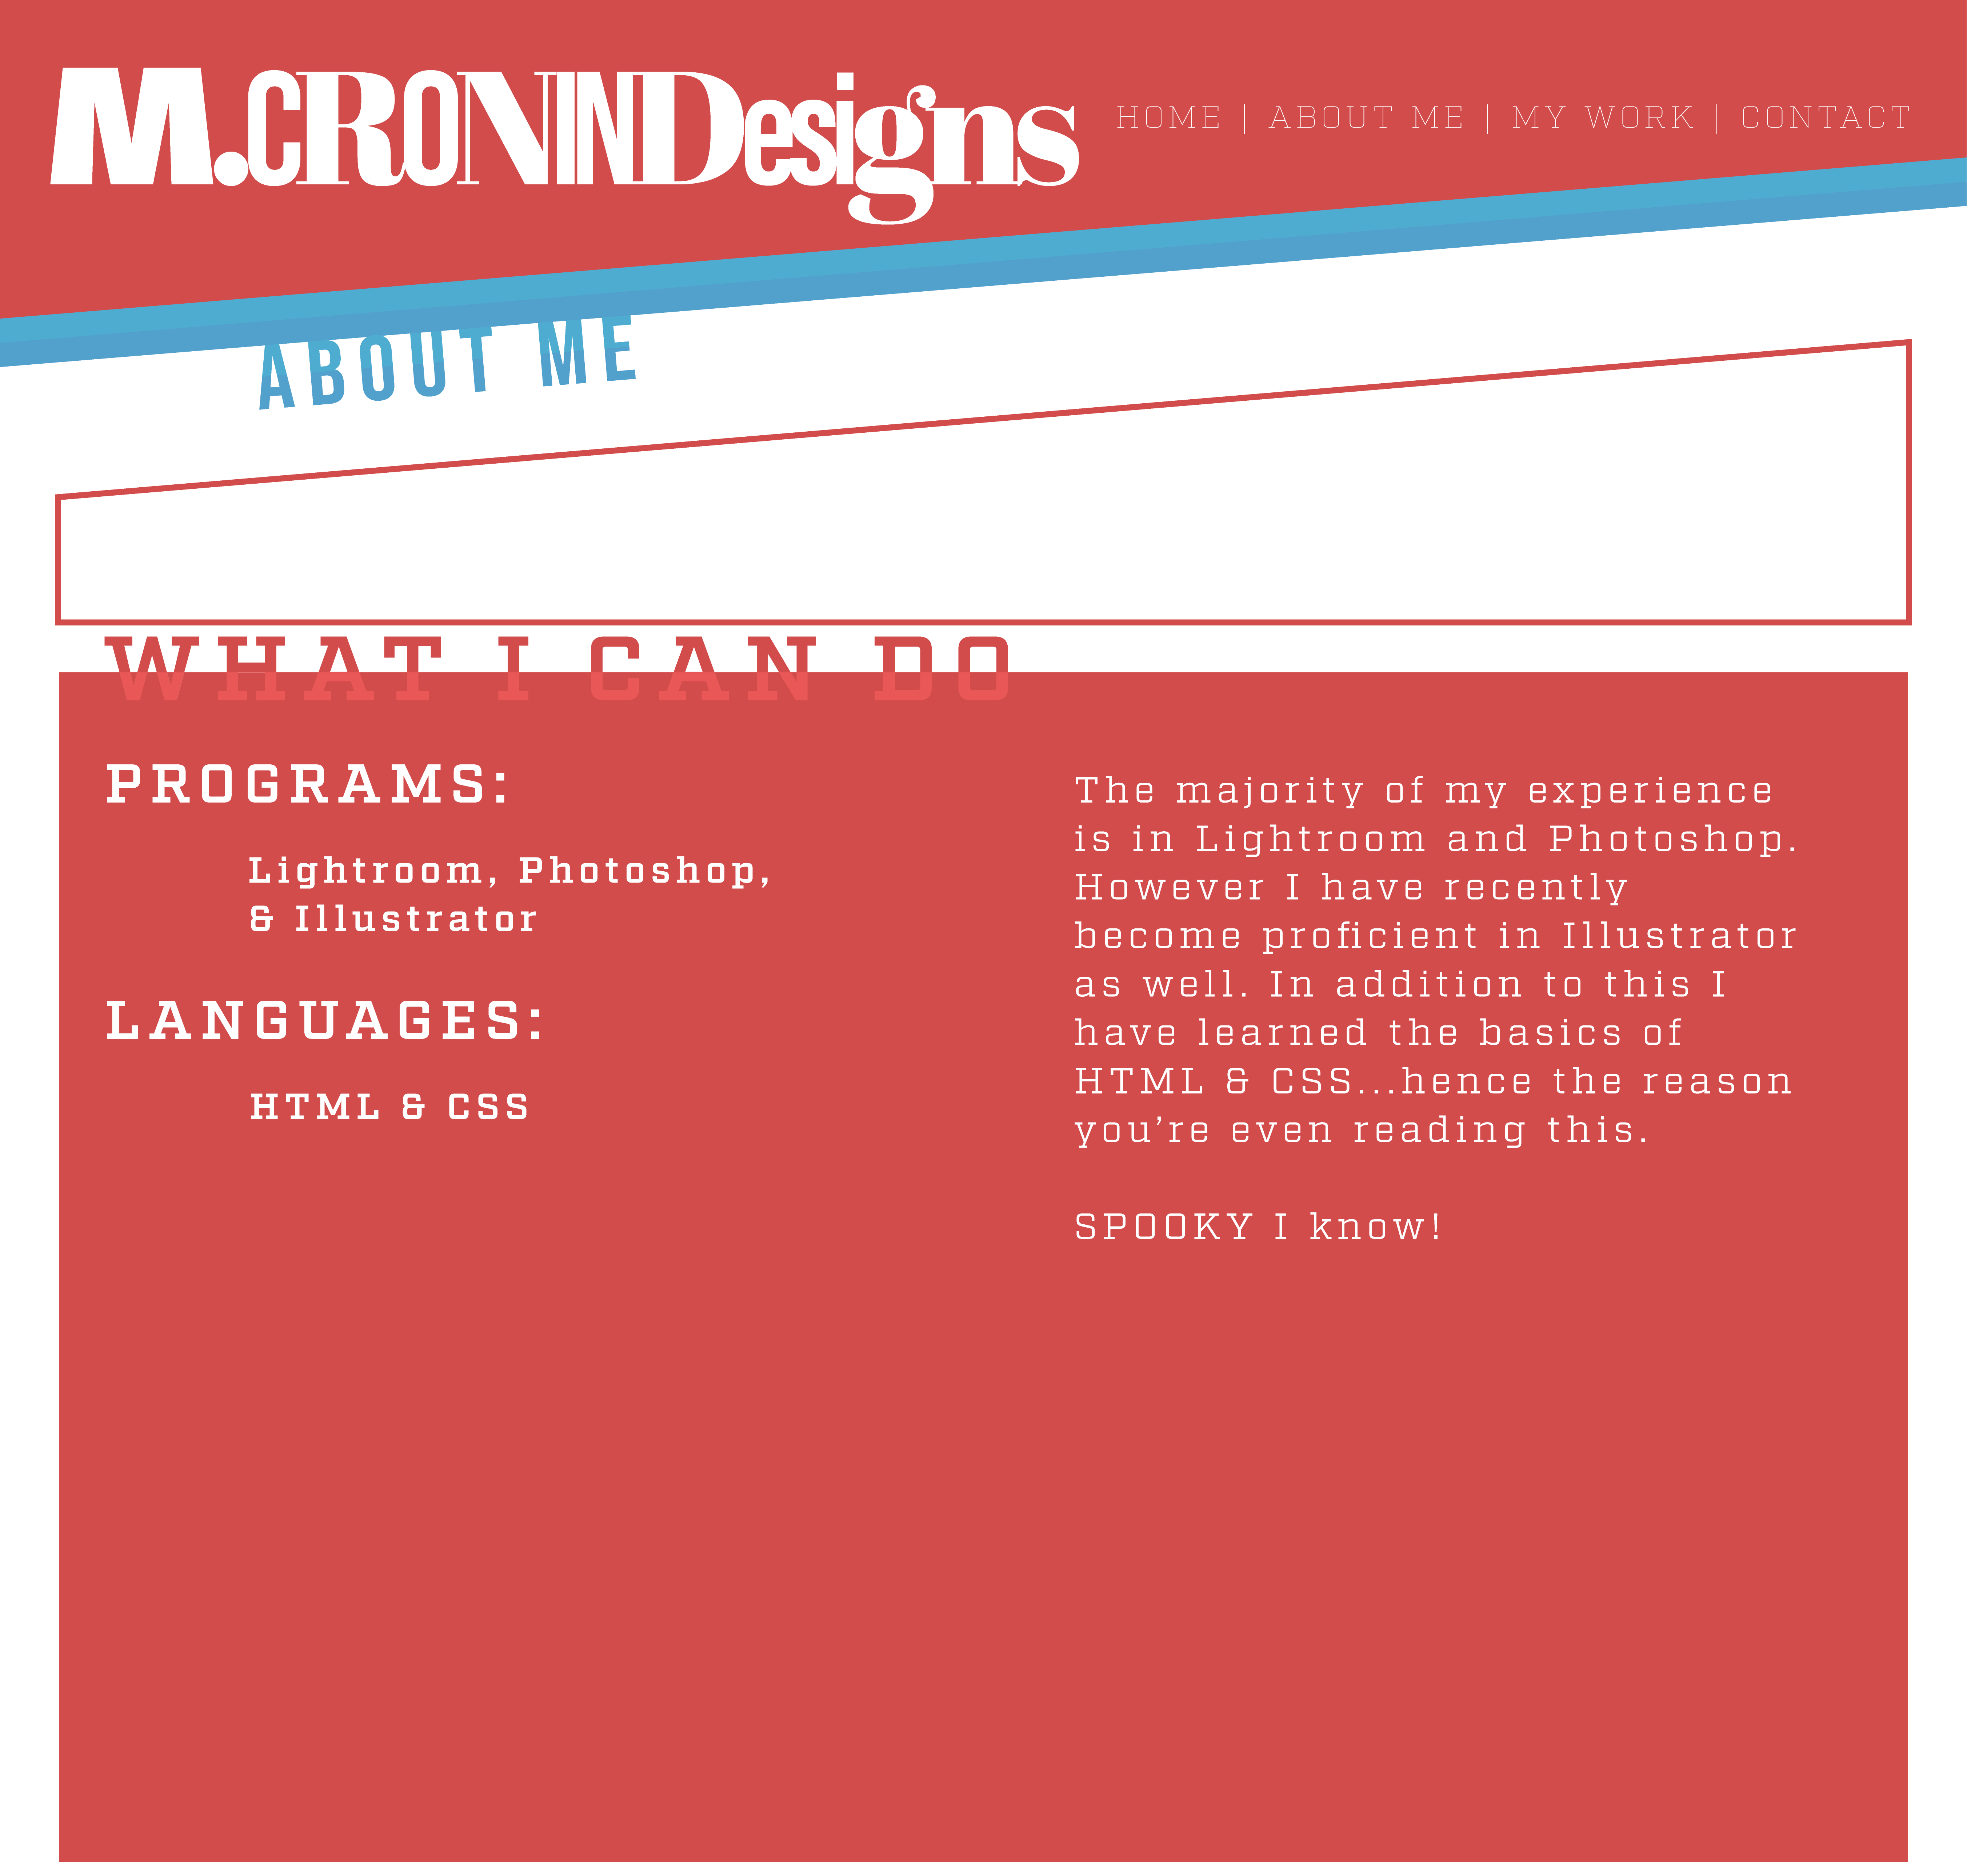 M.CRONINDesigns
HOME | ABOUT ME | MY WORK | CONTACT
ABOUT ME
WHAT I CAN DO
PROGRAMS:
Lightroom, Photoshop,
& Illustrator
LANGUAGES:
HTML & CSS
The majority of my experience
is in Lightroom and Photoshop.
However I have recently
become proficient in Illustrator
as well. In addition to this I
have learned the basics of
HTML & CSS...hence the reason
you’re even reading this.
SPOOKY I know!